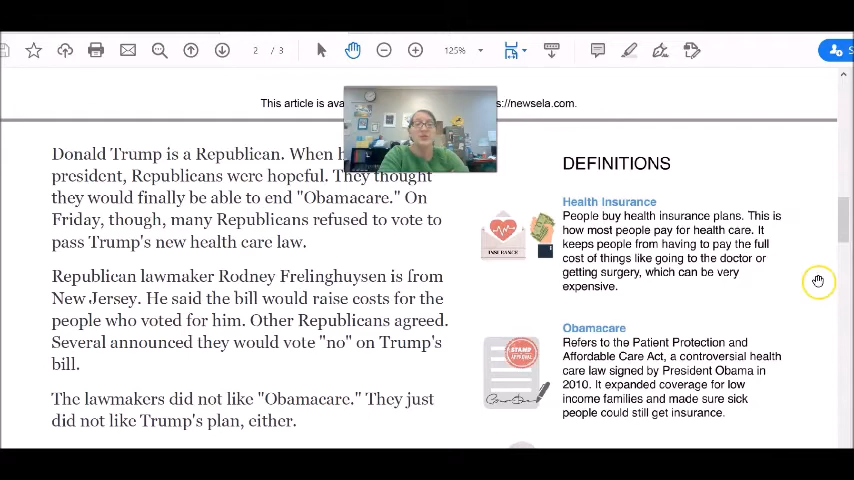 2 / 3
125%
This article is ava
s://newsela.com.
Donald Trump is a Republican. When h
president, Republicans were hopeful. They thought
they would finally be able to end "Obamacare." On
Friday, though, many Republicans refused to vote to
pass Trump's new health care law.
Republican lawmaker Rodney Frelinghuysen is from
New Jersey. He said the bill would raise costs for the
people who voted for him. Other Republicans agreed.
Several announced they would vote "no" on Trump's
bill.
The lawmakers did not like "Obamacare." They just
did not like Trump's plan, either.
DEFINITIONS
INSURANCE
Health Insurance
People buy health insurance plans. This is
how most people pay for health care. It
keeps people from having to pay the full
cost of things like going to the doctor or
getting surgery, which can be very
expensive.
Obamacare
Refers to the Patient Protection and
Affordable Care Act, a controversial health
care law signed by President Obama in
2010. It expanded coverage for low
income families and made sure sick
people could still get insurance.